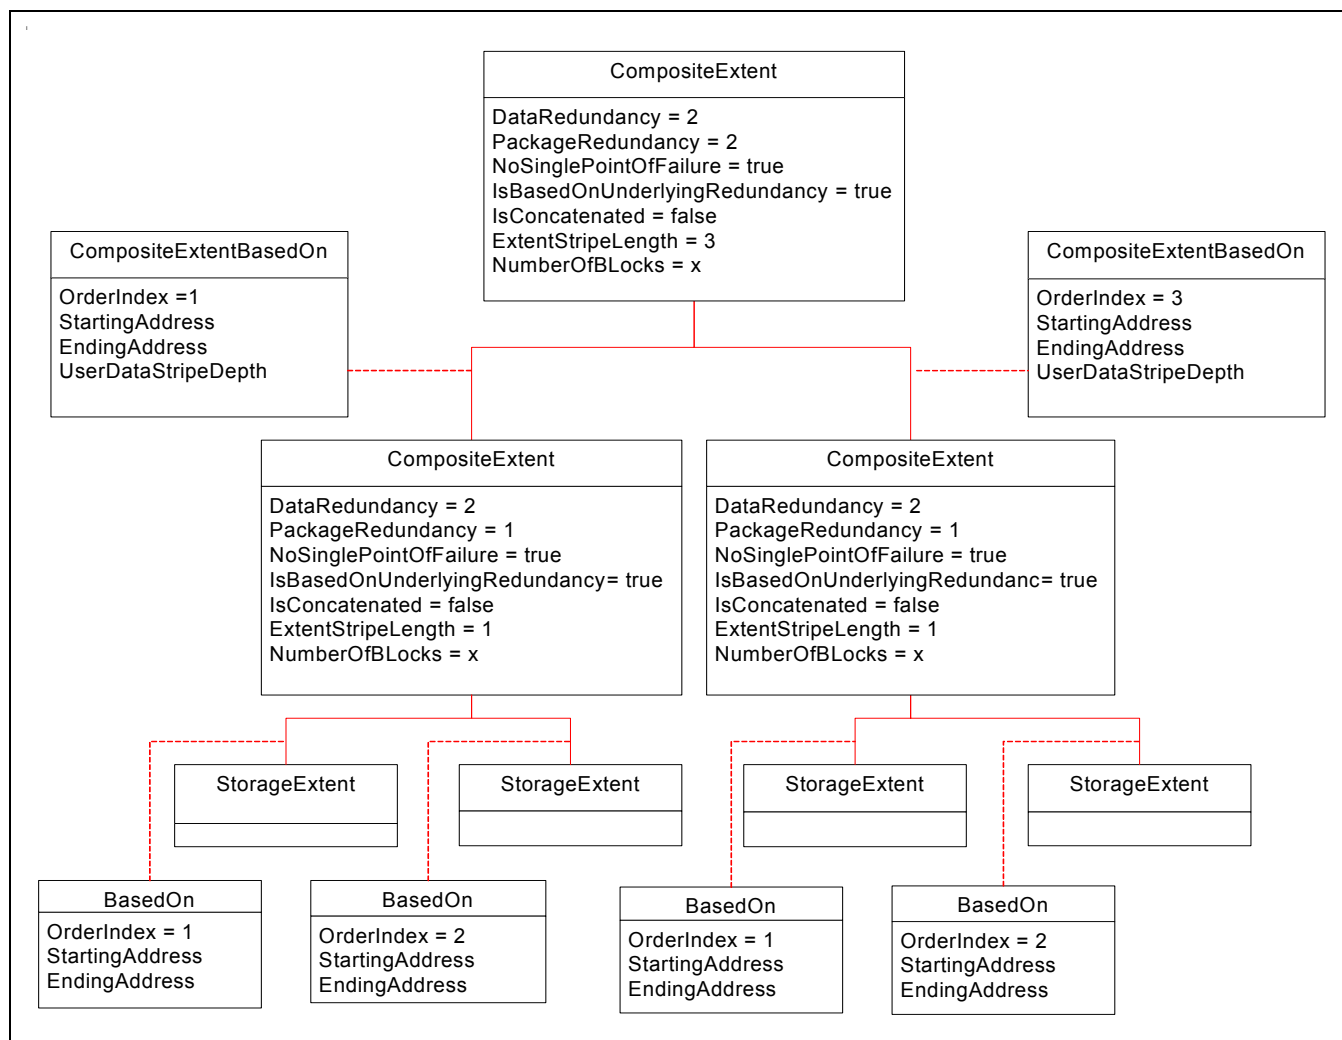 CompositeExtent
DataRedundancy = 2
PackageRedundancy = 2
NoSinglePointOfFailure = true
IsBasedOnUnderlyingRedundancy = true
IsConcatenated = false
ExtentStripeLength = 3
NumberOfBLocks = x
CompositeExtentBasedOn
OrderIndex =1
StartingAddress
EndingAddress
UserDataStripeDepth
CompositeExtentBasedOn
OrderIndex = 3
StartingAddress
EndingAddress
UserDataStripeDepth
CompositeExtent
DataRedundancy = 2
PackageRedundancy = 1
NoSinglePointOfFailure = true
IsBasedOnUnderlyingRedundancy= true
IsConcatenated = false
ExtentStripeLength = 1
NumberOfBLocks = x
CompositeExtent
DataRedundancy = 2
PackageRedundancy = 1
NoSinglePointOfFailure = true
IsBasedOnUnderlyingRedundanc= true
IsConcatenated = false
ExtentStripeLength = 1
NumberOfBLocks = x
StorageExtent
StorageExtent
StorageExtent
StorageExtent
BasedOn
OrderIndex = 1
StartingAddress
EndingAddress
BasedOn
OrderIndex = 2
StartingAddress
EndingAddress
BasedOn
OrderIndex = 1
StartingAddress
EndingAddress
BasedOn
OrderIndex = 2
StartingAddress
EndingAddress